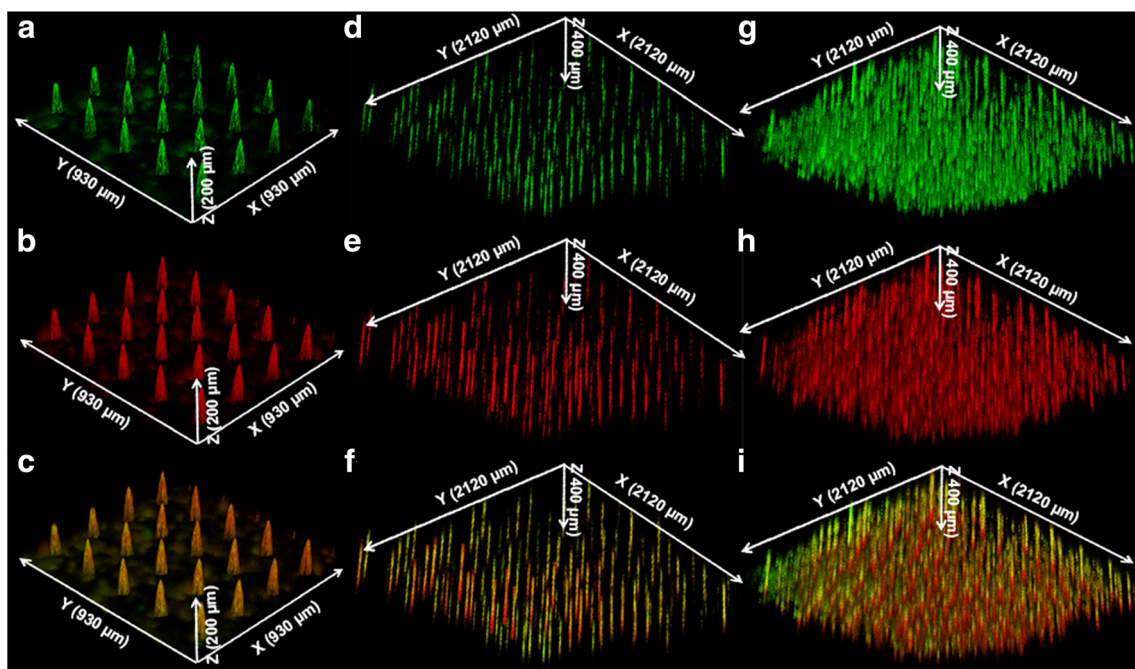 a
Y (930 µm)
Z (200 µm)
X (930 µm)
d
Y (2120 µm)
Z 400 µm)
X (2120 µm)
g
Y (2120 µm)
Z 400 µm)
X (2120 µm)
b
Y (930 µm)
Z (200 µm)
X (930 µm)
e
Y (2120 µm)
Z 400 µm)
X (2120 µm)
h
Y (2120 µm)
Z 400 µm)
X (2120 µm)
c
Y (930 µm)
Z (200 µm)
X (930 µm)
f
Y (2120 µm)
Z 400 µm)
X (2120 µm)
i
Y (2120 µm)
Z 400 µm)
X (2120 µm)